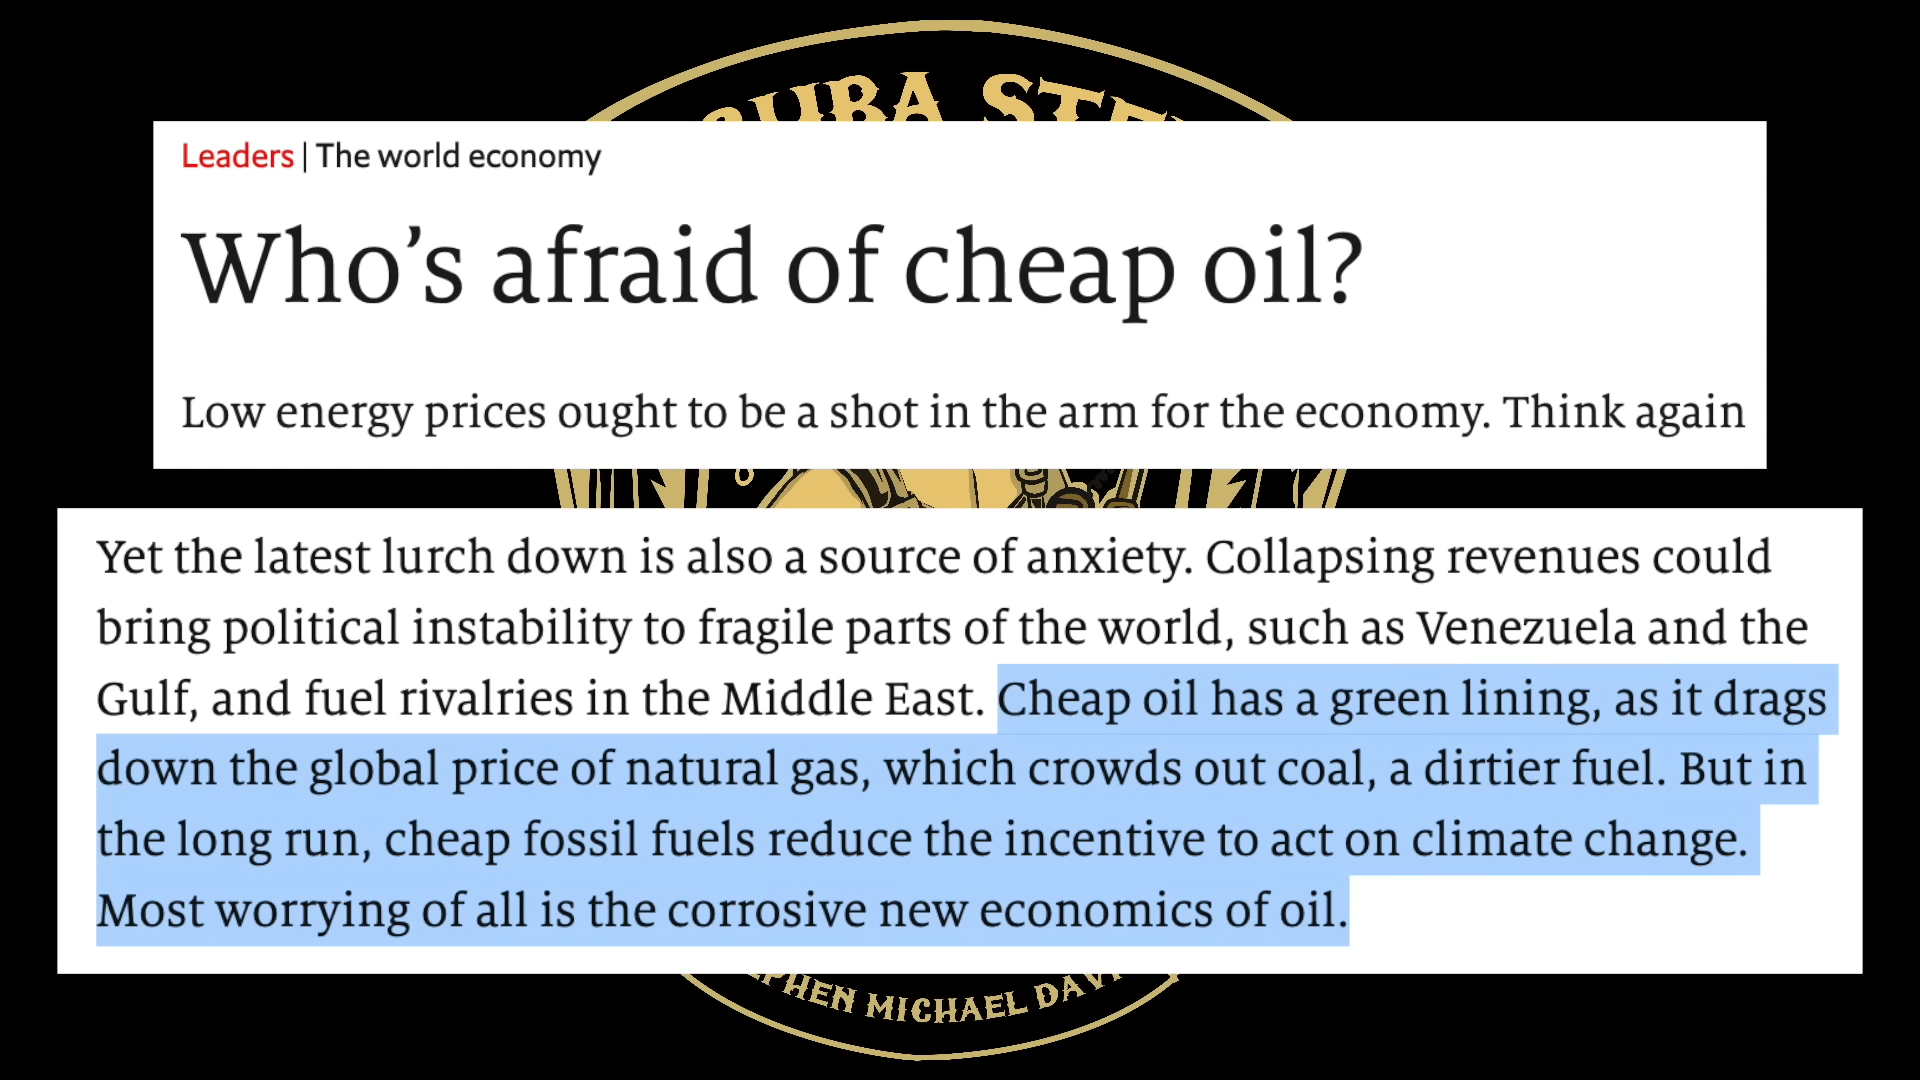 UBA STE
Leaders | The world economy
Who's afraid of cheap oil?
Low energy prices ought to be a shot in the arm for the economy. Think again
Yet the latest lurch down is also a source of anxiety. Collapsing revenues could
bring political instability to fragile parts of the world, such as Venezuela and the
Gulf, and fuel rivalries in the Middle East. Cheap oil has a green lining, as it drags
down the global price of natural gas, which crowds out coal, a dirtier fuel. But in
the long run, cheap fossil fuels reduce the incentive to act on climate change.
Most worrying of all is the corrosive new economics of oil.
PHEN MICHAEL DAV